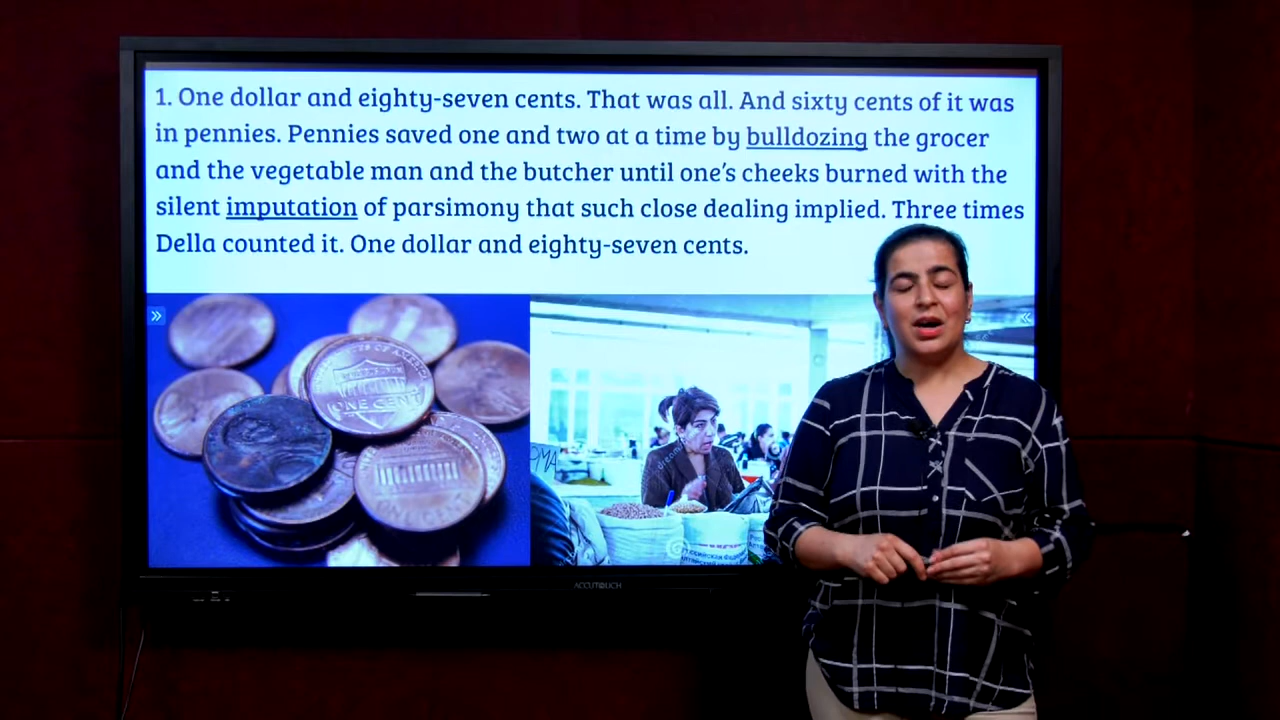 1. One dollar and eighty-seven cents. That was all. And sixty cents of it was
in pennies. Pennies saved one and two at a time by bulldozing the grocer
and the vegetable man and the butcher until one’s cheeks burned with the
silent imputation of parsimony that such close dealing implied. Three times
Della counted it. One dollar and eighty-seven cents.
ONE CENT
ONE CENT
ACCUTOUCH